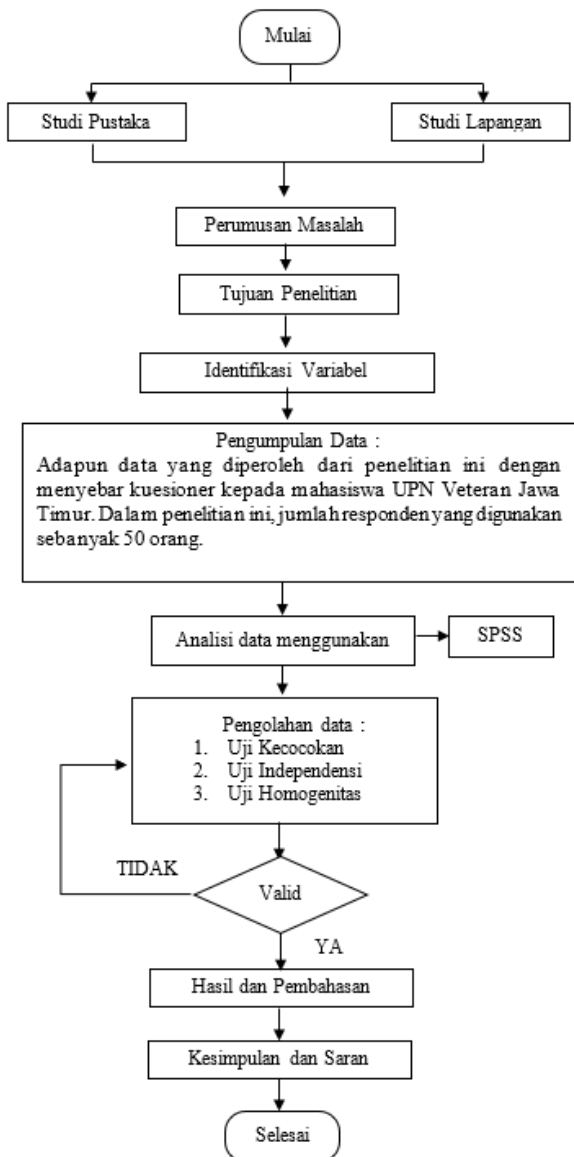 Mulai
Studi Pustaka
Studi Lapangan
Perumusan Masalah
Tujuan Penelitian
Identifikasi Variabel
Pengumpulan Data :
Adapun data yang diperoleh dari penelitian ini dengan
menyebar kuesioner kepada mahasiswa UPN Veteran Jawa
Timur. Dalam penelitian ini, jumlah responden yang digunakan
sebanyak 50 orang.
Analisi data menggunakan
SPSS
Pengolahan data :
1. Uji Kecocokan
2. Uji Independensi
3. Uji Homogenitas
TIDAK
Valid
YA
Hasil dan Pembahasan
Kesimpulan dan Saran
Selesai